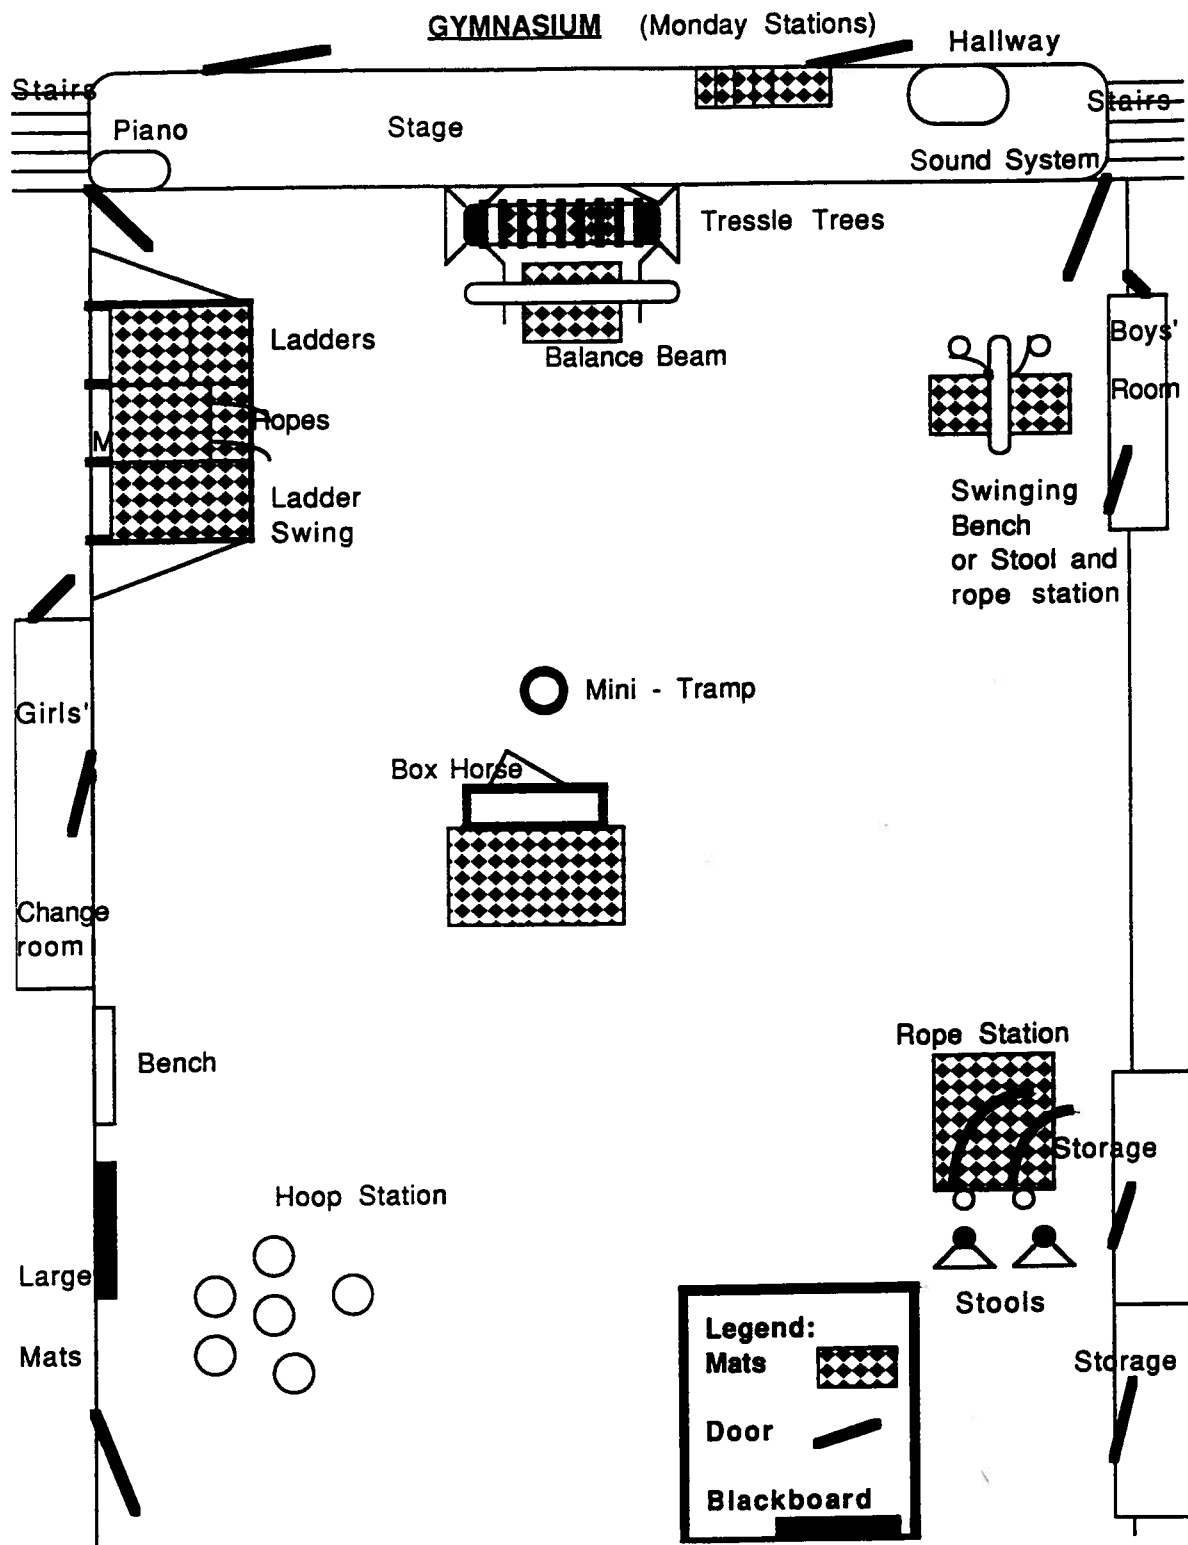 GYMNASIUM (Monday Stations)
Hallway
Stairs
Stairs
Piano
Stage
Sound System
Tressle Trees
Boys'
Ladders
Balance Beam
Room
Ropes
M
Ladder
Swing
Swinging
Bench
or Stool and
rope station
Mini - Tramp
Girls'
Box Horse
Change
room
Rope Station
Bench
Storage
Hoop Station
Large
Stools
Legend:
Mats
Mats
Storage
Door
Blackboard